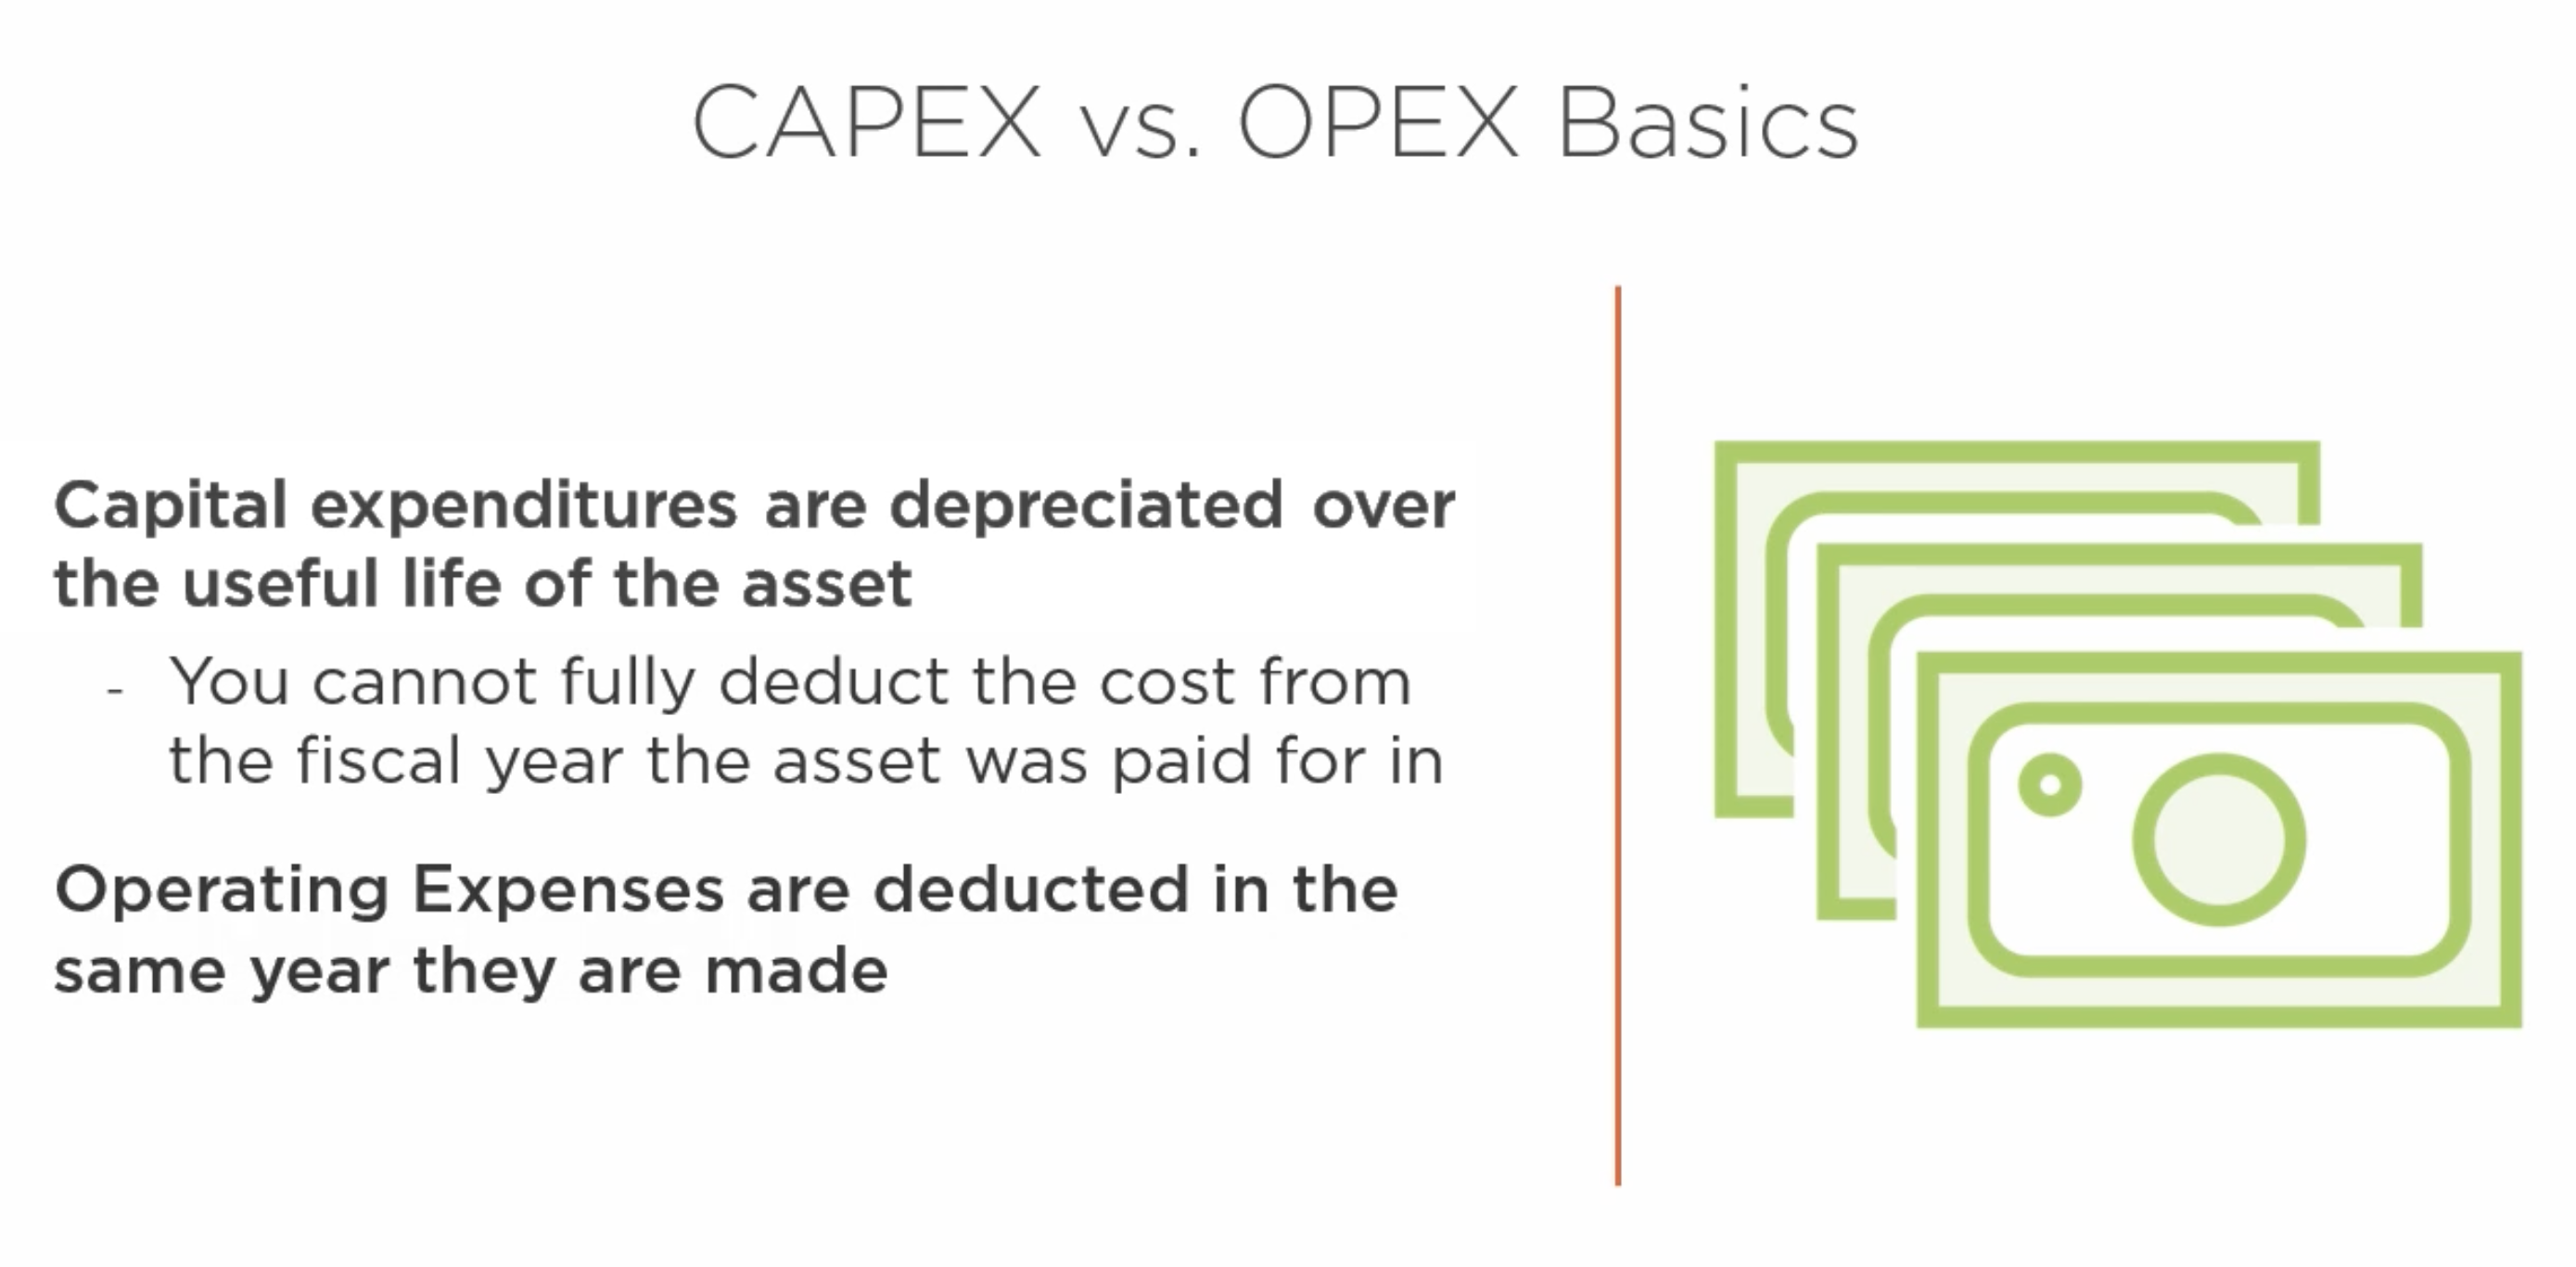 CAPEX vs. OPEX Basics
Capital expenditures are depreciated over
the useful life of the asset
- You cannot fully deduct the cost from
the fiscal year the asset was paid for in
Operating Expenses are deducted in the
same year they are made